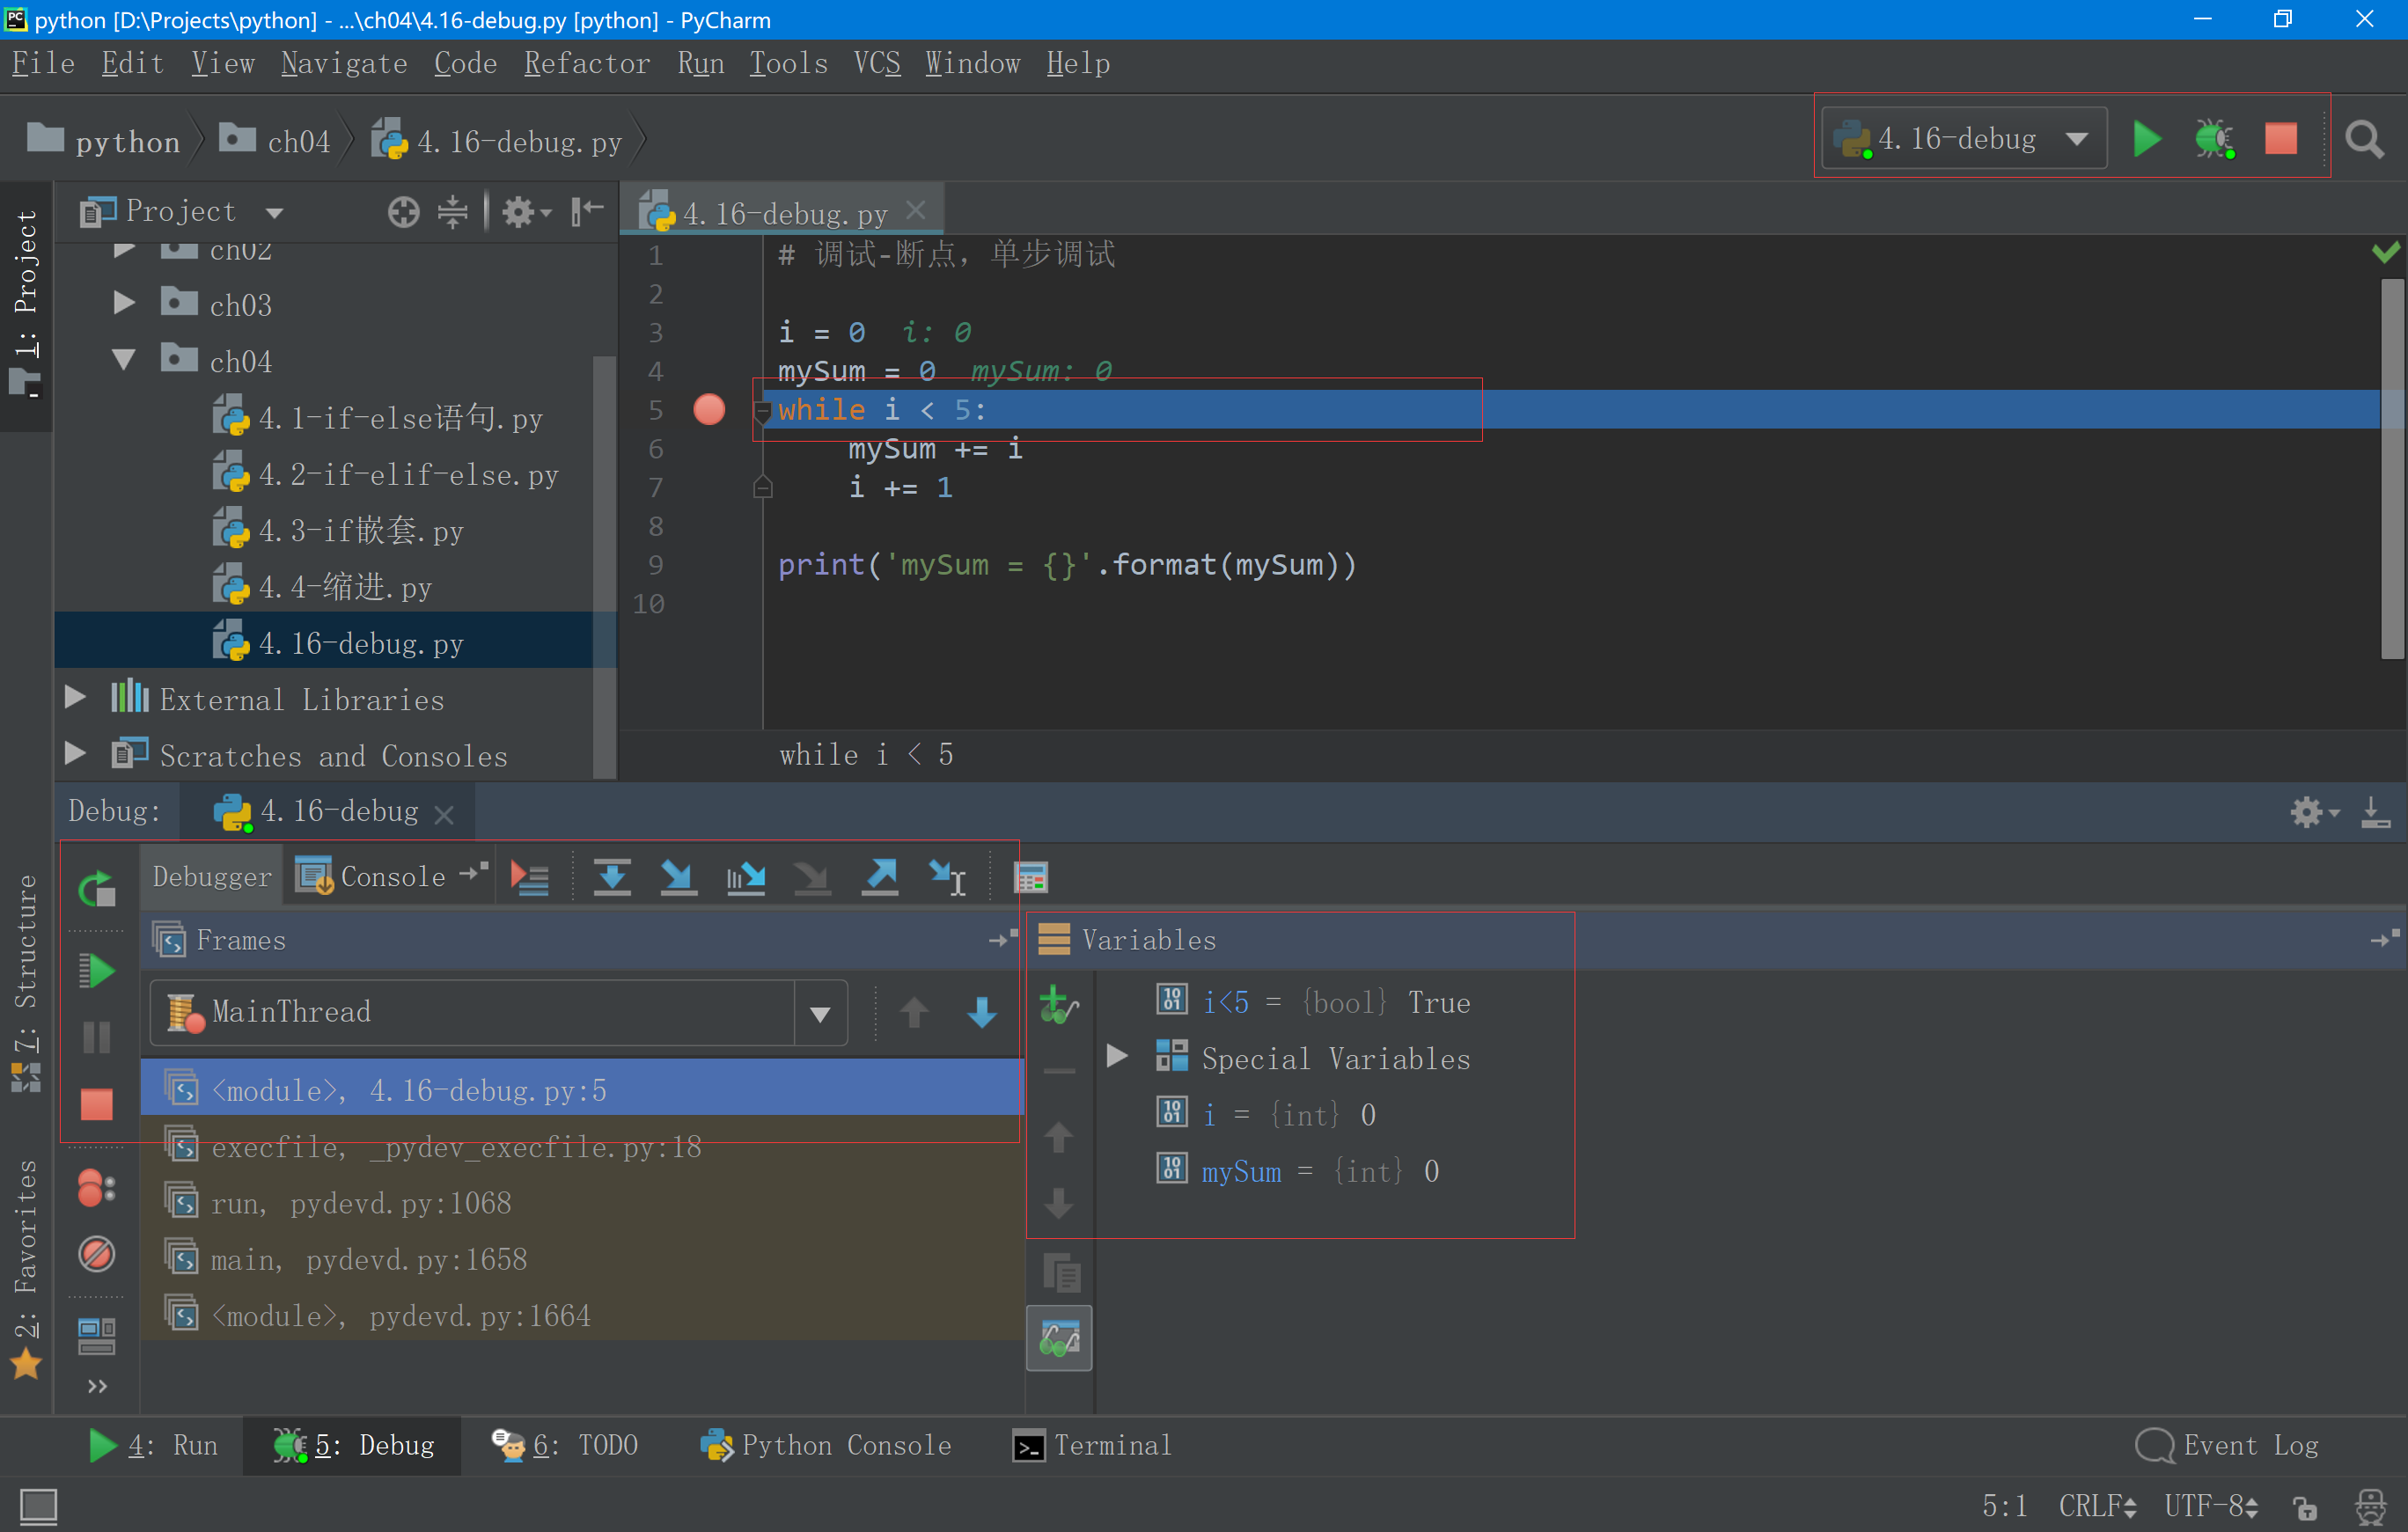 python [D:\Projects\python] - ...\ch04\4.16-debug.py [python] - PyCharm
File Edit View Navigate Code Refactor Run Tools VCS Window Help
python ch04 4.16-debug.py
4.16-debug
1: Project
Project
ch02
ch03
ch04
4.1-if-else语句.py
4.2-if-elif-else.py
4.3-if嵌套.py
4.4-缩进.py
4.16-debug.py
External Libraries
Scratches and Consoles
4.16-debug.py
1 # 调试-断点，单步调试
2
3 i = 0 i: 0
4 mySum = 0 mySum: 0
5 while i < 5:
6 mySum += i
7 i += 1
8
9 print('mySum = {}'.format(mySum))
10
while i < 5
Debug: 4.16-debug
Debugger Console
Frames
MainThread
<module>, 4.16-debug.py:5
execfile, _pydev_execfile.py:18
run, pydevd.py:1068
main, pydevd.py:1658
<module>, pydevd.py:1664
Variables
i<5 = {bool} True
Special Variables
i = {int} 0
mySum = {int} 0
7: Structure
2: Favorites
4: Run 5: Debug 6: TODO Python Console Terminal Event Log
5:1 CRLF UTF-8